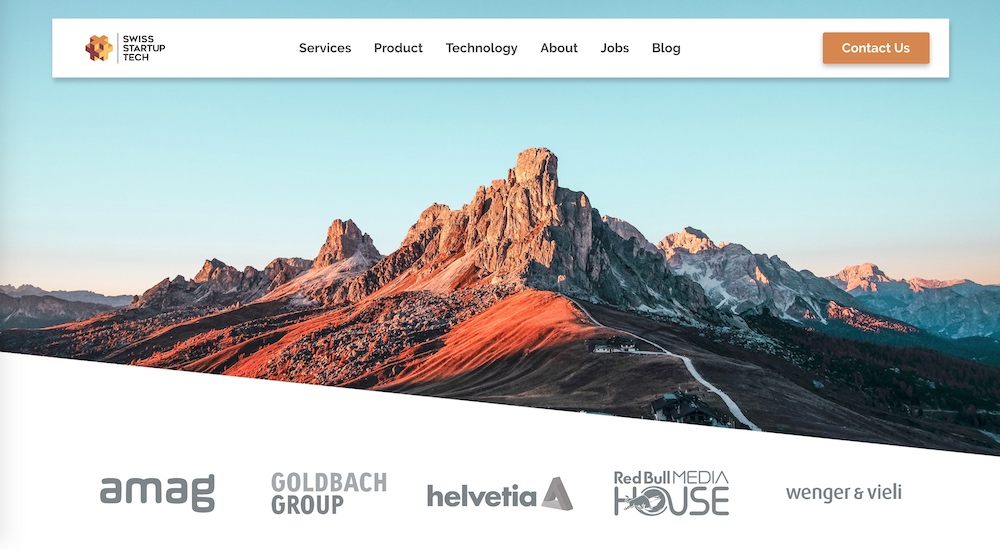 SWISS
STARTUP
TECH
Services Product Technology About Jobs Blog
Contact Us
amag
GOLDBACH
GROUP
helvetia
Red Bull MEDIA
HOUSE
wenger & vieli